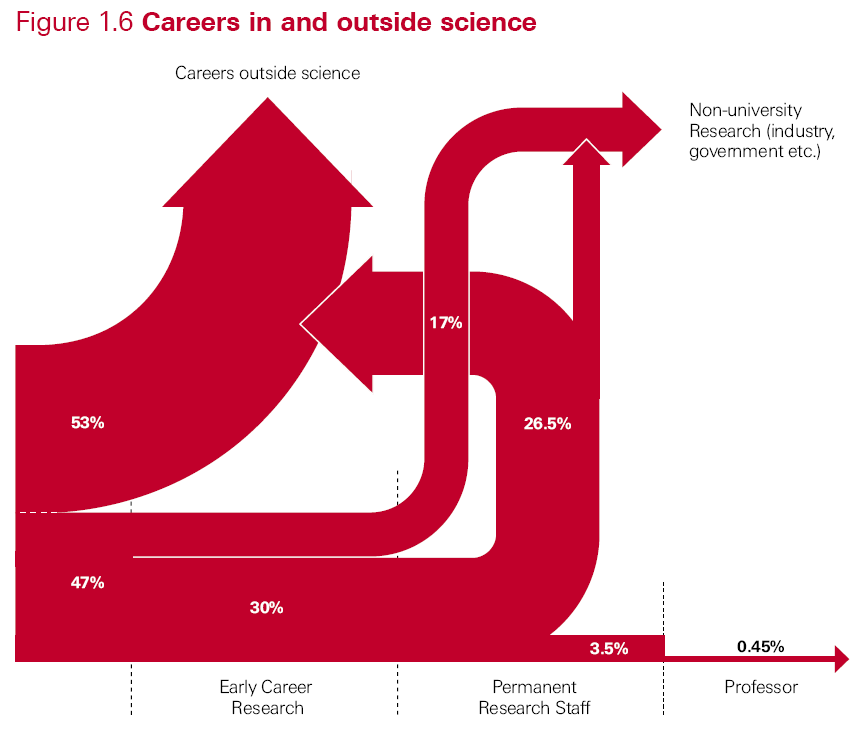 Figure 1.6 Careers in and outside science
Careers outside science
Non-university
Research (industry,
government etc.)
17%
53%
26.5%
47%
30%
3.5%
0.45%
Early Career
Research
Permanent
Research Staff
Professor